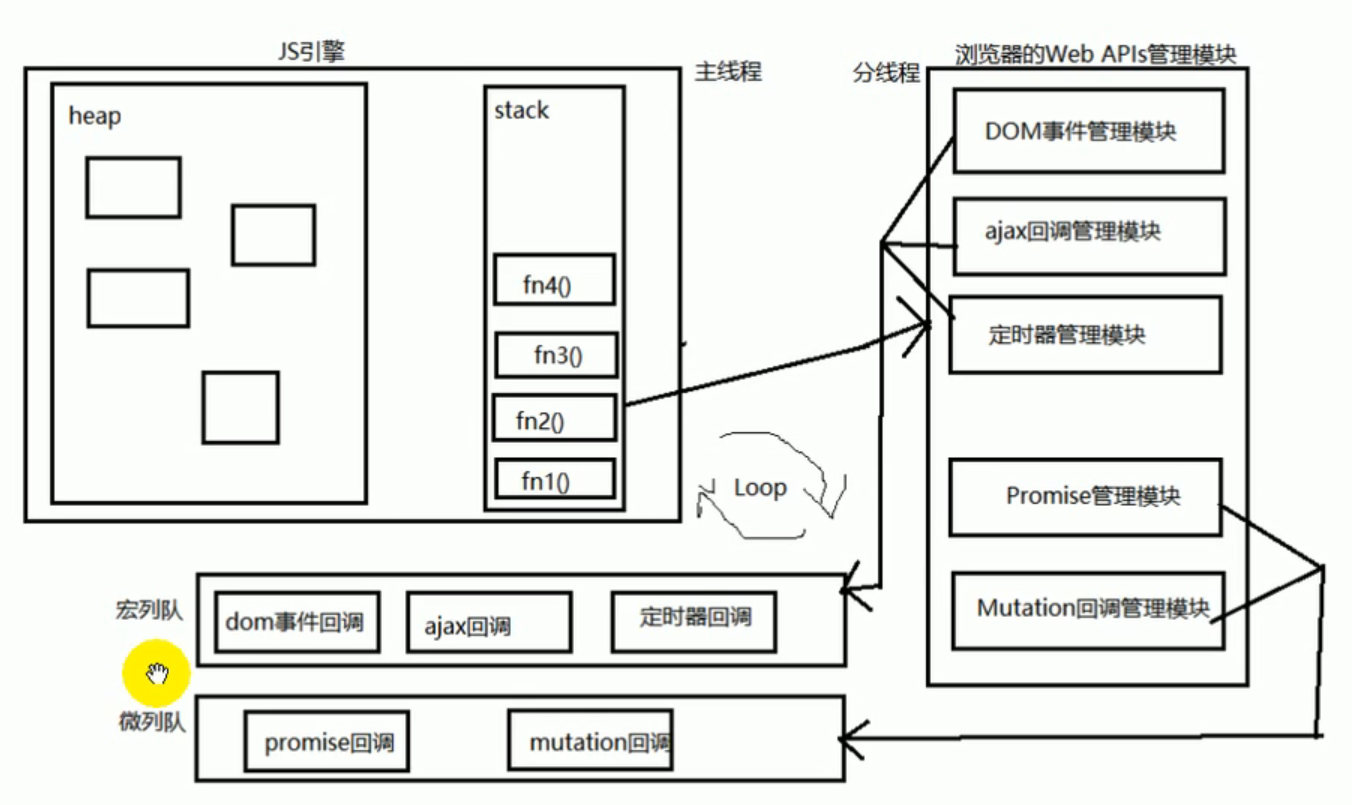 JS引擎
主线程
分线程
浏览器的Web APIs管理模块
heap
stack
fn4()
fn3()
fn2()
fn1()
DOM事件管理模块
ajax回调管理模块
定时器管理模块
Promise管理模块
Mutation回调管理模块
Loop
宏列队
dom事件回调
ajax回调
定时器回调
微列队
promise回调
mutation回调